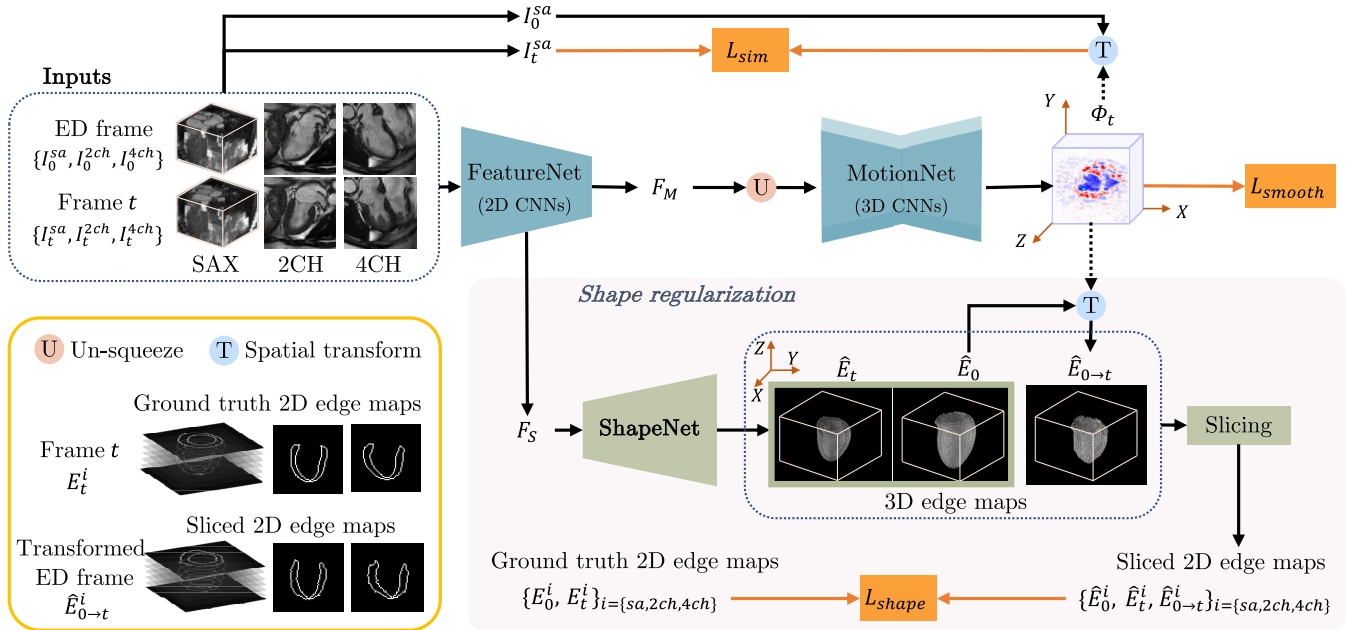 I_0^{sa}
I_t^{sa}
L_{sim}
T
Inputs
ED frame
{I_0^{sa}, I_0^{2ch}, I_0^{4ch}}
Frame t
{I_t^{sa}, I_t^{2ch}, I_t^{4ch}}
SAX 2CH 4CH
FeatureNet
(2D CNNs)
F_M
U
MotionNet
(3D CNNs)
Φ_t
Y
X
Z
L_{smooth}
Shape regularization
T
F_S
ShapeNet
Z
Y
X
Ê_t
Ê_0
Ê_{0→t}
3D edge maps
Slicing
Ground truth 2D edge maps
{E_0^i, E_t^i}_{i={sa,2ch,4ch}}
L_{shape}
Sliced 2D edge maps
{Ê_0^i, Ê_t^i, Ê_{0→t}^i}_{i={sa,2ch,4ch}}
U Un-squeeze T Spatial transform
Ground truth 2D edge maps
Frame t
E_t^i
Sliced 2D edge maps
Transformed
ED frame
Ê_{0→t}^i